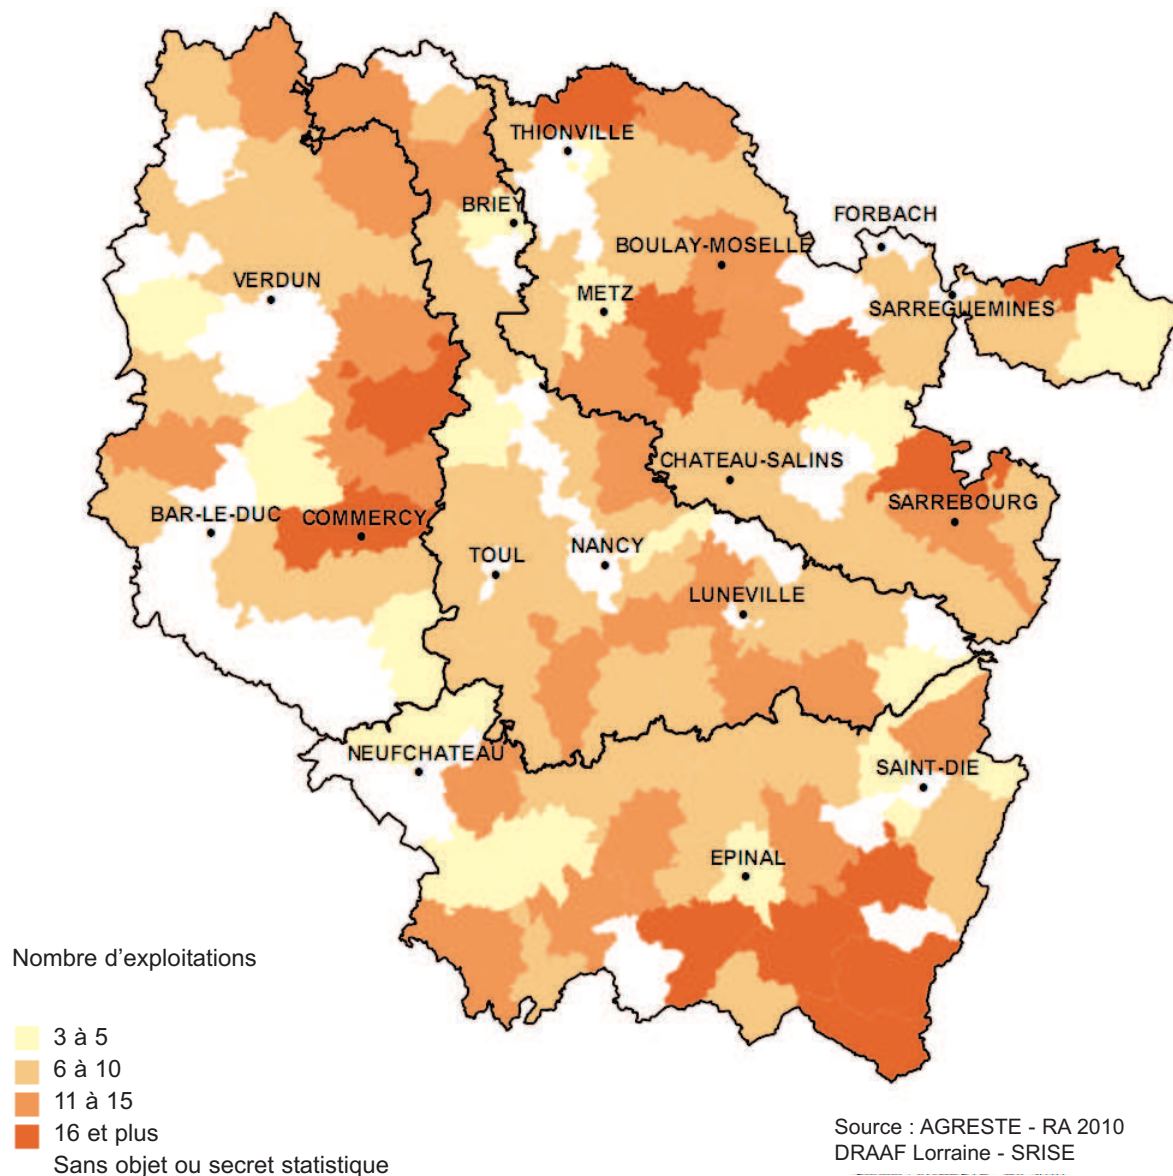 THIONVILLE
BRIEY
FORBACH
BOULAY-MOSELLE
VERDUN
METZ
SARREGUEMINES
CHATEAU-SALINS
SARREBOURG
BAR-LE-DUC
COMMERCY
TOUL
NANCY
LUNEVILLE
NEUFCHATEAU
SAINT-DIE
EPINAL
Nombre d'exploitations
3 à 5
6 à 10
11 à 15
16 et plus
Sans objet ou secret statistique
Source : AGRESTE - RA 2010
DRAAF Lorraine - SRISE